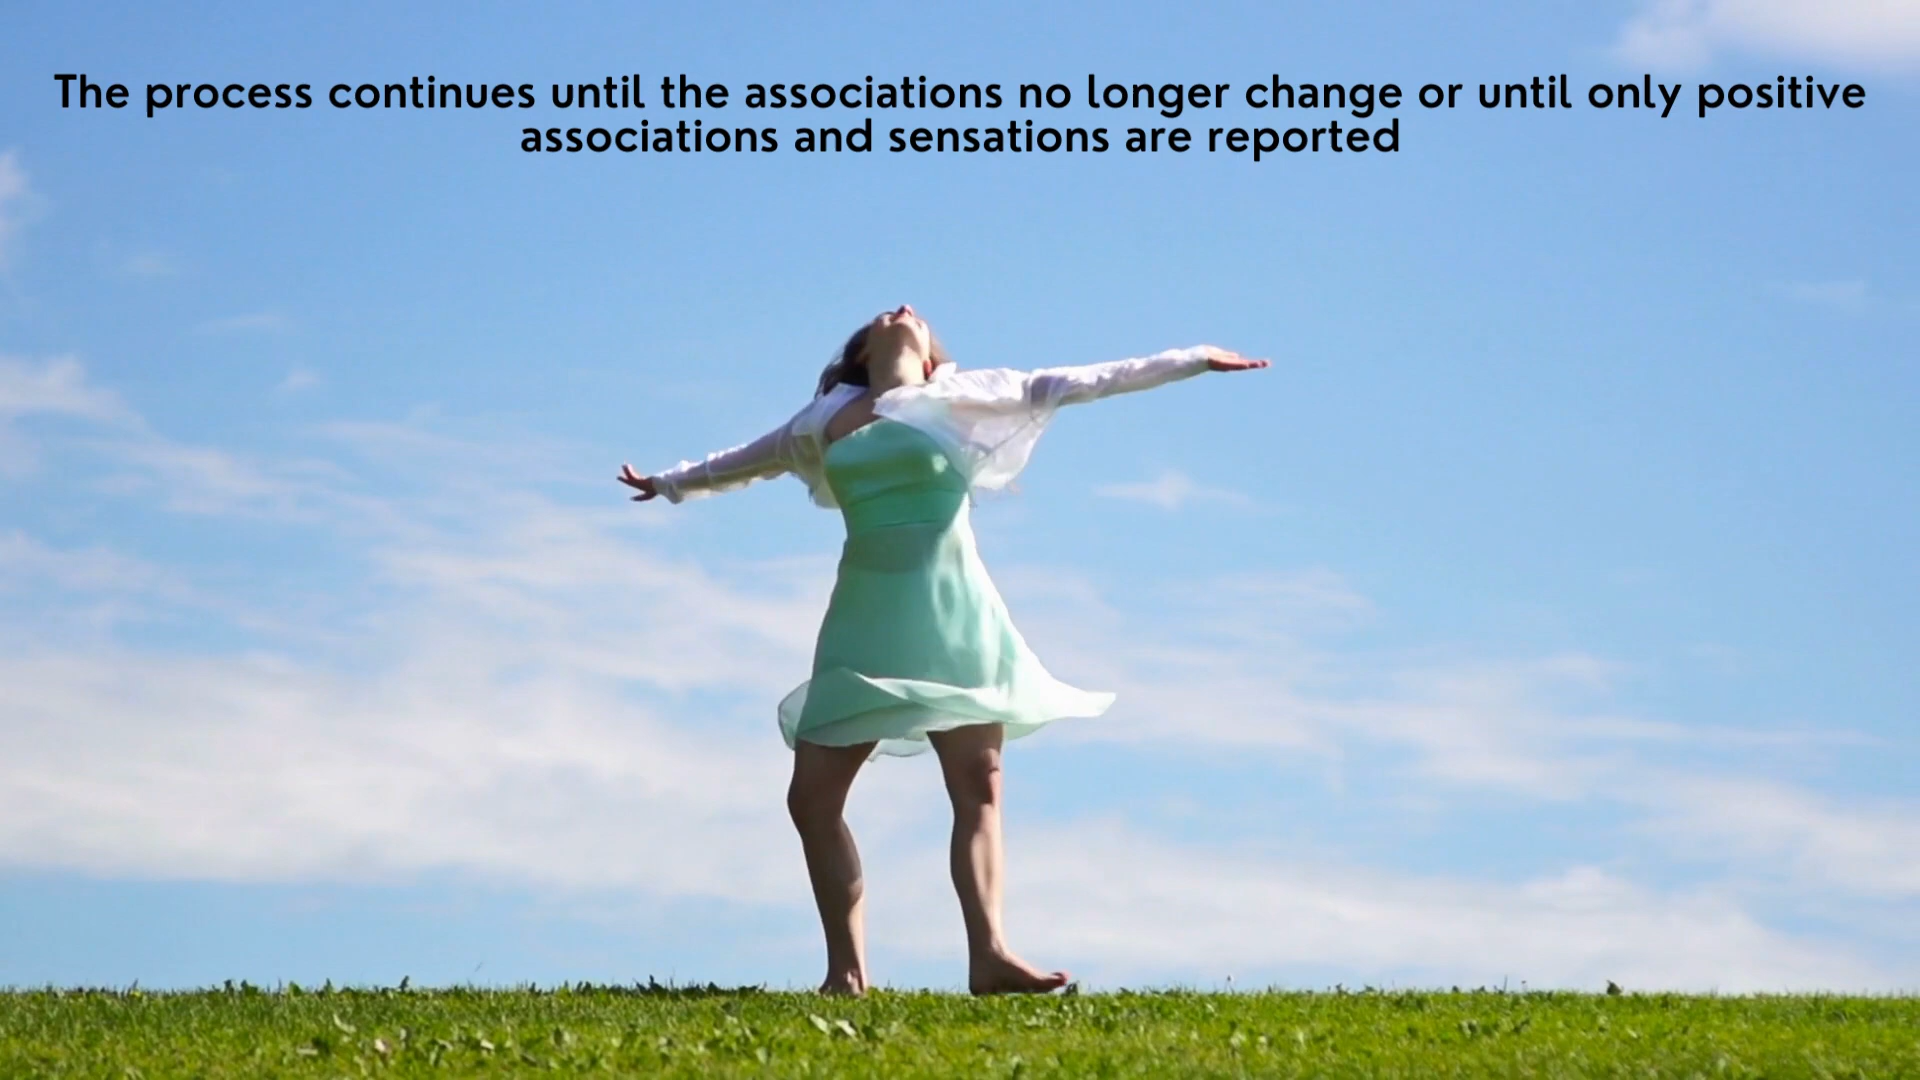 The process continues until the associations no longer change or until only positive
associations and sensations are reported